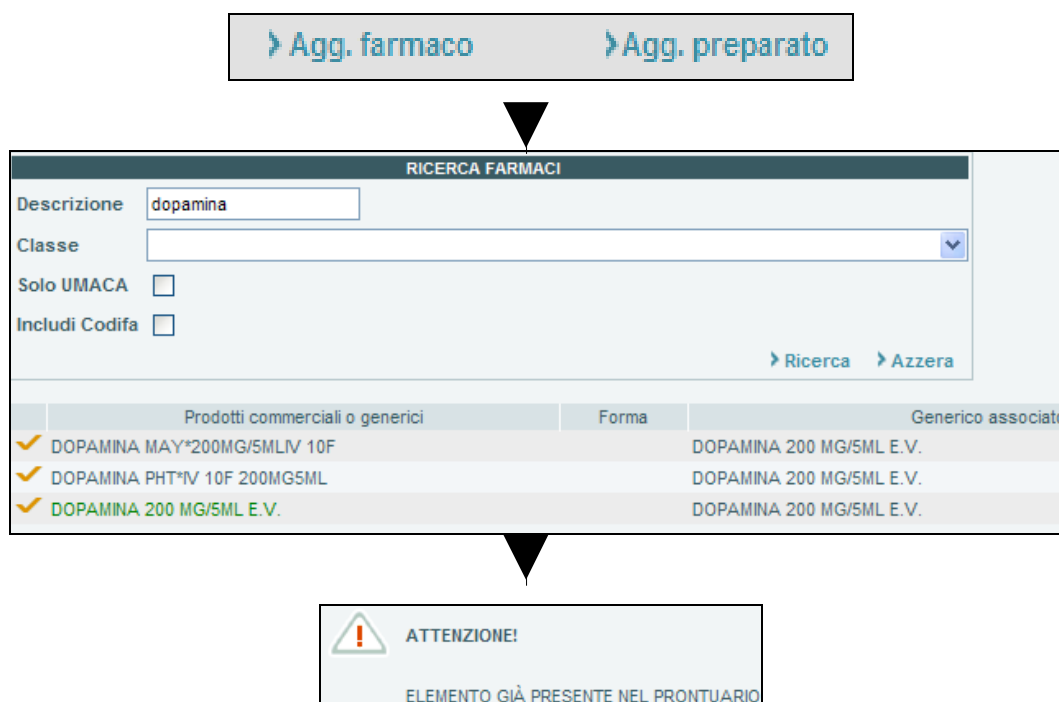 Agg. farmaco Agg. preparato
RICERCA FARMACI
Descrizione dopamina
Classe
Solo UMACA
Includi Codifa
Ricerca Azzera
Prodotti commerciali o generici Forma Generico associato
DOPAMINA MAY*200MG/5MLIV 10F DOPAMINA 200 MG/5ML E.V.
DOPAMINA PHT*IV 10F 200MG5ML DOPAMINA 200 MG/5ML E.V.
DOPAMINA 200 MG/5ML E.V. DOPAMINA 200 MG/5ML E.V.
ATTENZIONE!
ELEMENTO GIÀ PRESENTE NEL PRONTUARIO